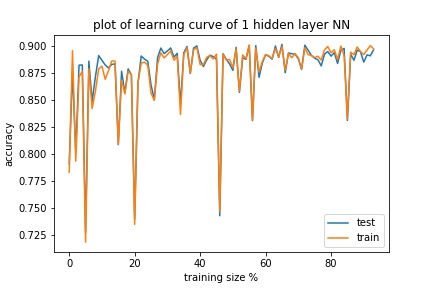 plot of learning curve of 1 hidden layer NN
accuracy
0.900
0.875
0.850
0.825
0.800
0.775
0.750
0.725
0 20 40 60 80
training size %
test
train